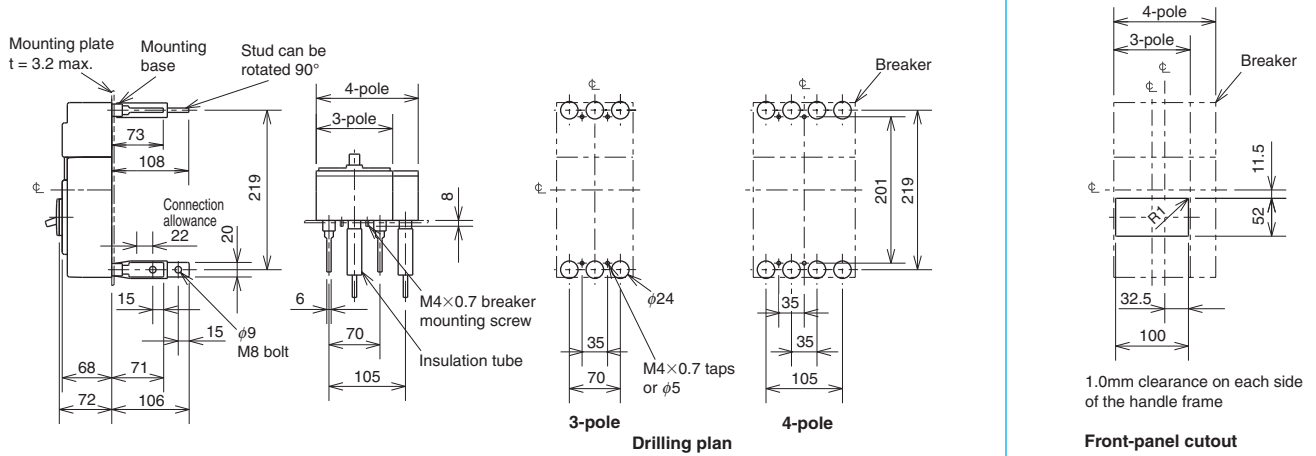 Mounting plate
t = 3.2 max.
Mounting
base
Stud can be
rotated 90°
℄
73
108
219
Connection
allowance
22
20
15
15
φ9
M8 bolt
68
71
72
106
4-pole
3-pole
8
6
70
105
M4×0.7 breaker
mounting screw
Insulation tube
℄
℄
φ24
35
70
M4×0.7 taps
or φ5
3-pole
Breaker
℄
℄
201
219
35
35
105
4-pole
Drilling plan
4-pole
3-pole
℄
Breaker
℄
11.5
R1
52
32.5
100
1.0mm clearance on each side
of the handle frame
Front-panel cutout